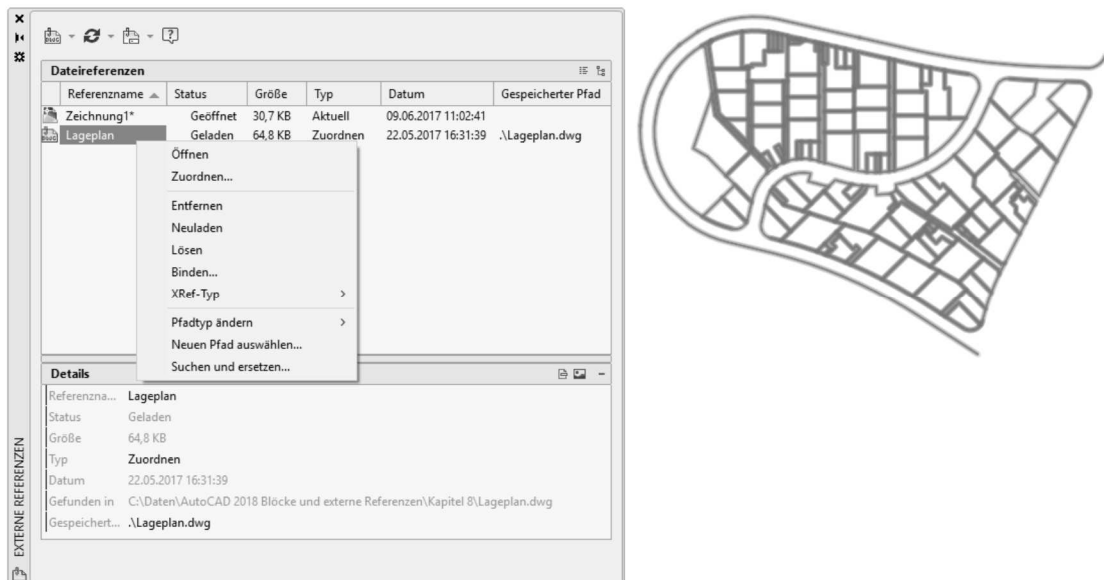 Dateireferenzen
Referenzname Status Größe Typ Datum Gespeicherter Pfad
Zeichnung1* Geöffnet 30,7 KB Aktuell 09.06.2017 11:02:41
Lageplan Geladen 64,8 KB Zuordnen 22.05.2017 16:31:39 .\Lageplan.dwg
Öffnen
Zuordnen...
Entfernen
Neuladen
Lösen
Binden...
XRef-Typ
Pfadtyp ändern
Neuen Pfad auswählen...
Suchen und ersetzen...
Details
Referenzna... Lageplan
Status Geladen
Größe 64,8 KB
Typ Zuordnen
Datum 22.05.2017 16:31:39
Gefunden in C:\Daten\AutoCAD 2018 Blöcke und externe Referenzen\Kapitel 8\Lageplan.dwg
Gespeichert... .\Lageplan.dwg
EXTERNE REFERENZEN